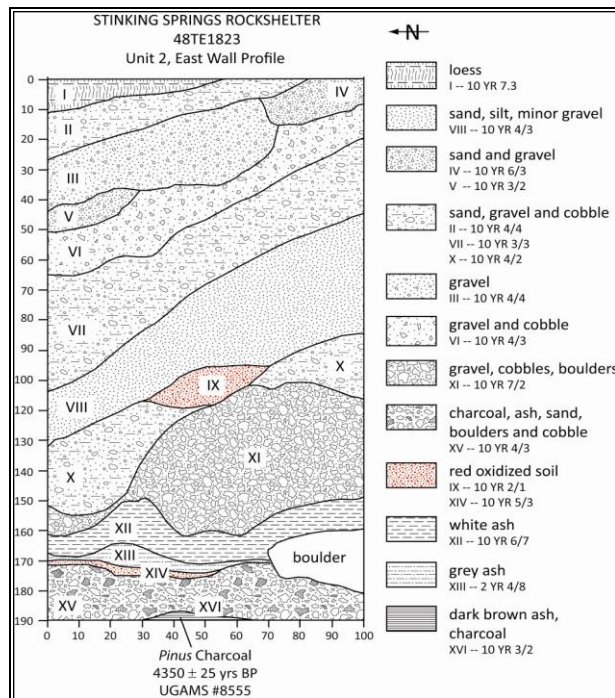 STINKING SPRINGS ROCKSHELTER
48TE1823
Unit 2, East Wall Profile
N
0
10
20
30
40
50
60
70
80
90
100
110
120
130
140
150
160
170
180
190
0 10 20 30 40 50 60 70 80 90 100
I
IV
II
III
V
VI
VII
IX
X
VIII
XI
X
XII
XIII
boulder
XIV
XV
XVI
Pinus Charcoal
4350 ± 25 yrs BP
UGAMS #8555
loess
I -- 10 YR 7.3
sand, silt, minor gravel
VIII -- 10 YR 4/3
sand and gravel
IV -- 10 YR 6/3
V -- 10 YR 3/2
sand, gravel and cobble
II -- 10 YR 4/4
VII -- 10 YR 3/3
X -- 10 YR 4/2
gravel
III -- 10 YR 4/4
gravel and cobble
VI -- 10 YR 4/3
gravel, cobbles, boulders
XI -- 10 YR 7/2
charcoal, ash, sand,
boulders and cobble
XV -- 10 YR 4/3
red oxidized soil
IX -- 10 YR 2/1
XIV -- 10 YR 5/3
white ash
XII -- 10 YR 6/7
grey ash
XIII -- 2 YR 4/8
dark brown ash,
charcoal
XVI -- 10 YR 3/2